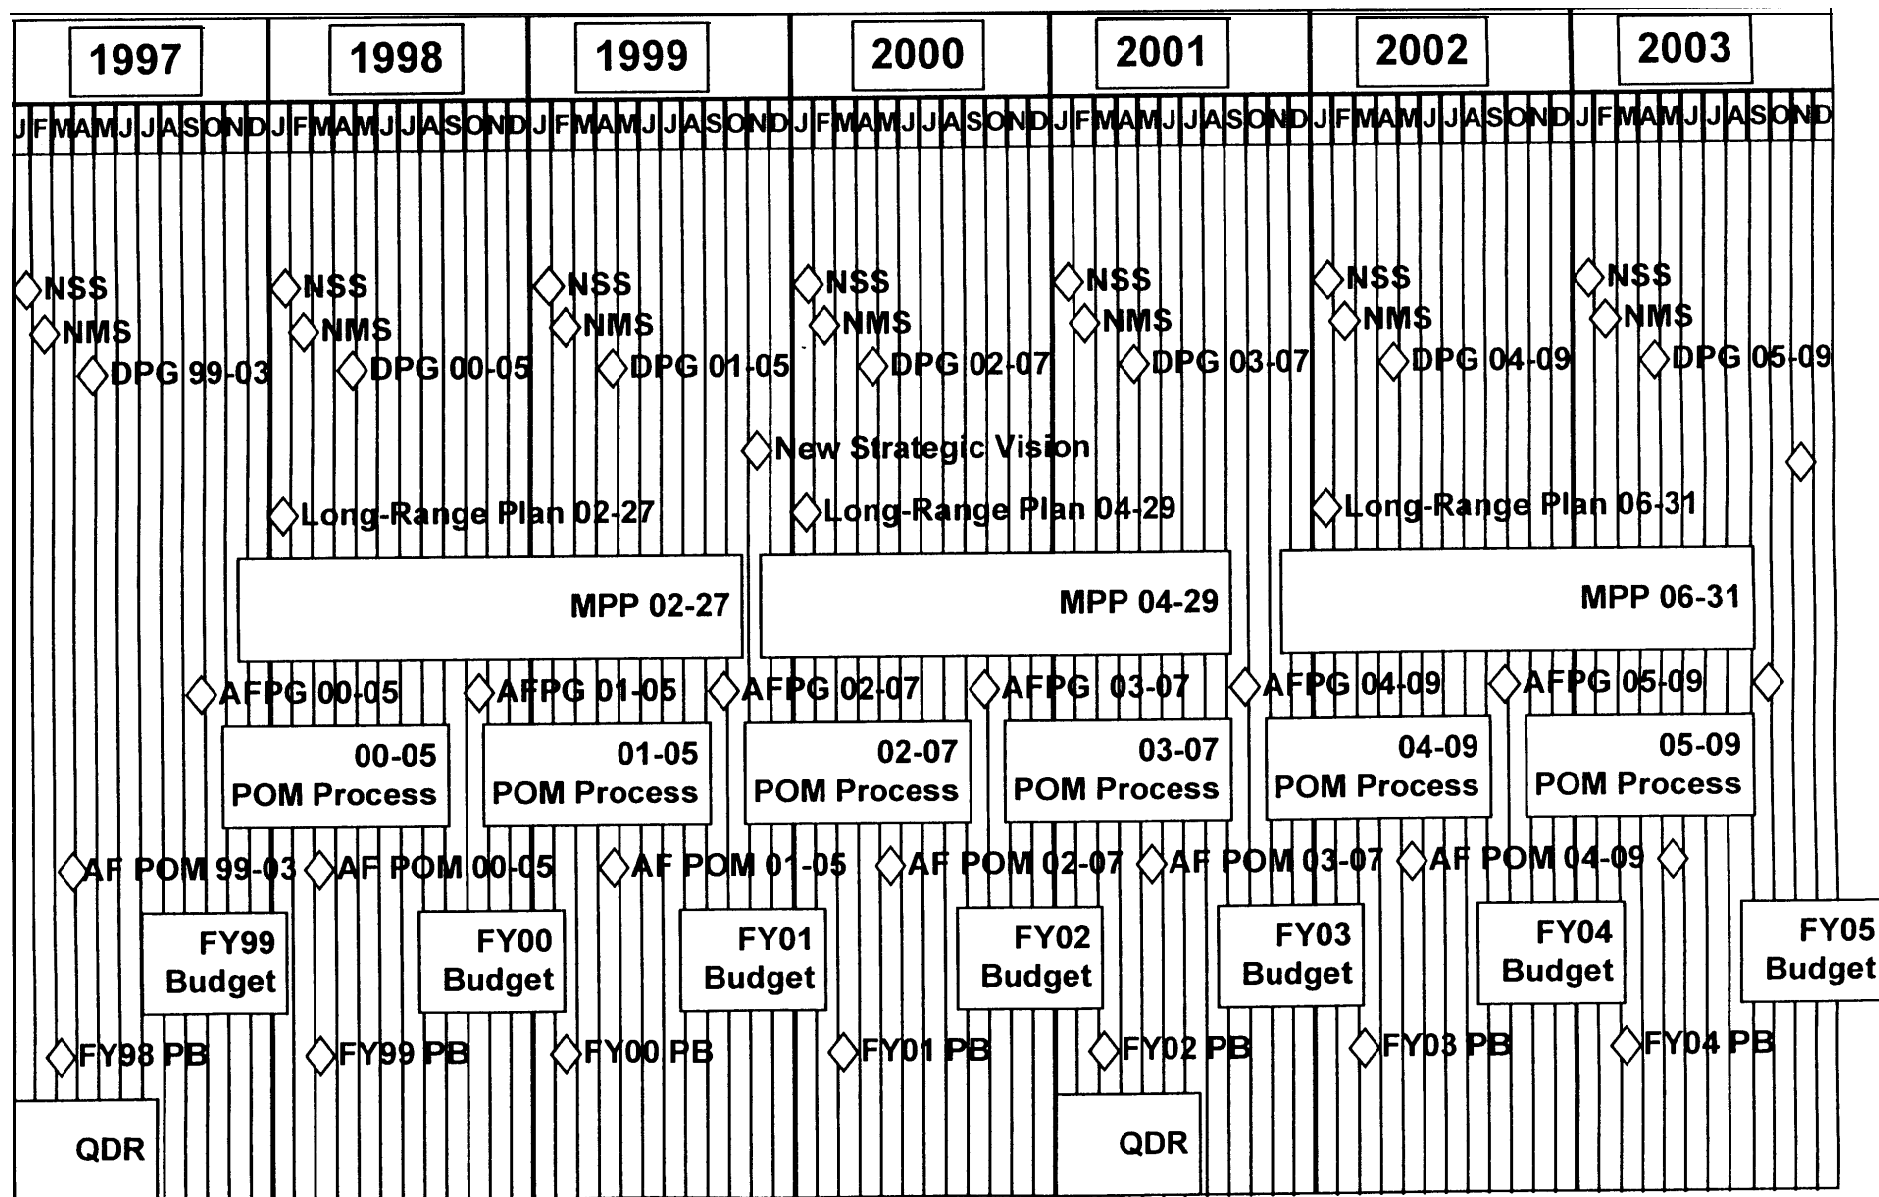 1997 1998 1999 2000 2001 2002 2003
J F M A M J J A S O N D J F M A M J J A S O N D J F M A M J J A S O N D J F M A M J J A S O N D J F M A M J J A S O N D J F M A M J J A S O N D J F M A M J J A S O N D
NSS NSS NSS NSS NSS NSS NSS
NMS NMS NMS NMS NMS NMS NMS
DPG 99-03 DPG 00-05 DPG 01-05 DPG 02-07 DPG 03-07 DPG 04-09 DPG 05-09
New Strategic Vision
Long-Range Plan 02-27 Long-Range Plan 04-29 Long-Range Plan 06-31
MPP 02-27 MPP 04-29 MPP 06-31
AFPG 00-05 AFPG 01-05 AFPG 02-07 AFPG 03-07 AFPG 04-09 AFPG 05-09
00-05 01-05 02-07 03-07 04-09 05-09
POM Process POM Process POM Process POM Process POM Process POM Process
AF POM 99-03 AF POM 00-05 AF POM 01-05 AF POM 02-07 AF POM 03-07 AF POM 04-09
FY99 FY00 FY01 FY02 FY03 FY04 FY05
Budget Budget Budget Budget Budget Budget Budget
FY98 PB FY99 PB FY00 PB FY01 PB FY02 PB FY03 PB FY04 PB
QDR QDR